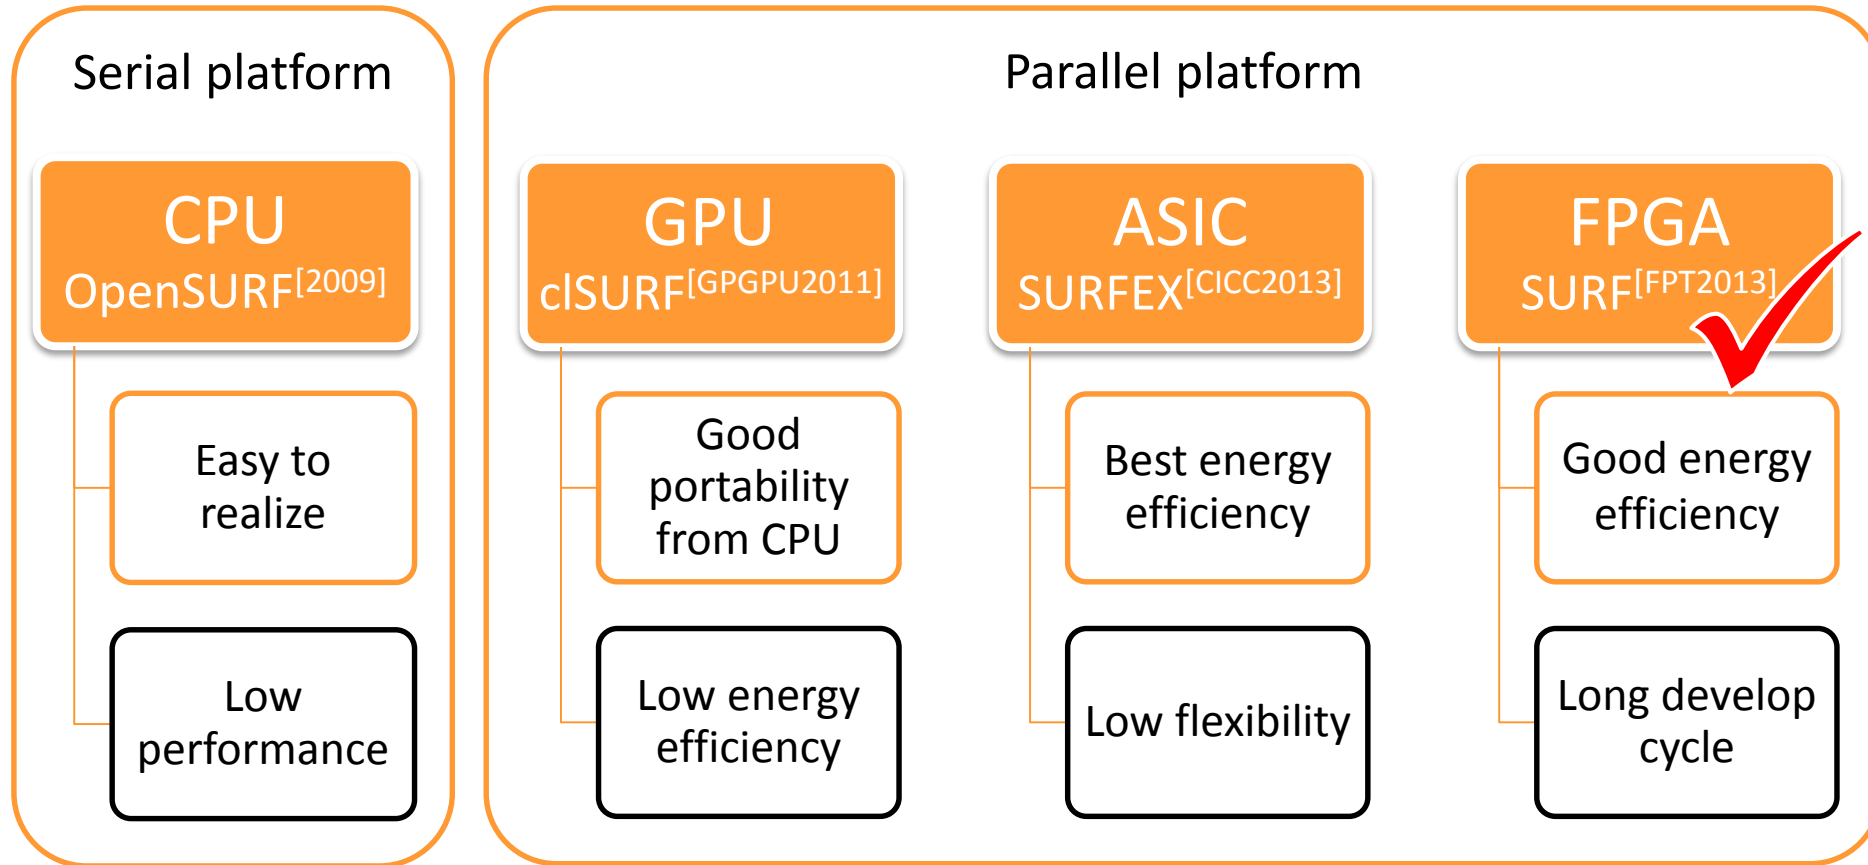 Serial platform
CPU
OpenSURF[2009]
Easy to
realize
Low
performance
Parallel platform
GPU
clSURF[GPGPU2011]
Good
portability
from CPU
Low energy
efficiency
ASIC
SURFEX[CICC2013]
Best energy
efficiency
Low flexibility
FPGA
SURF[FPT2013]
Good energy
efficiency
Long develop
cycle